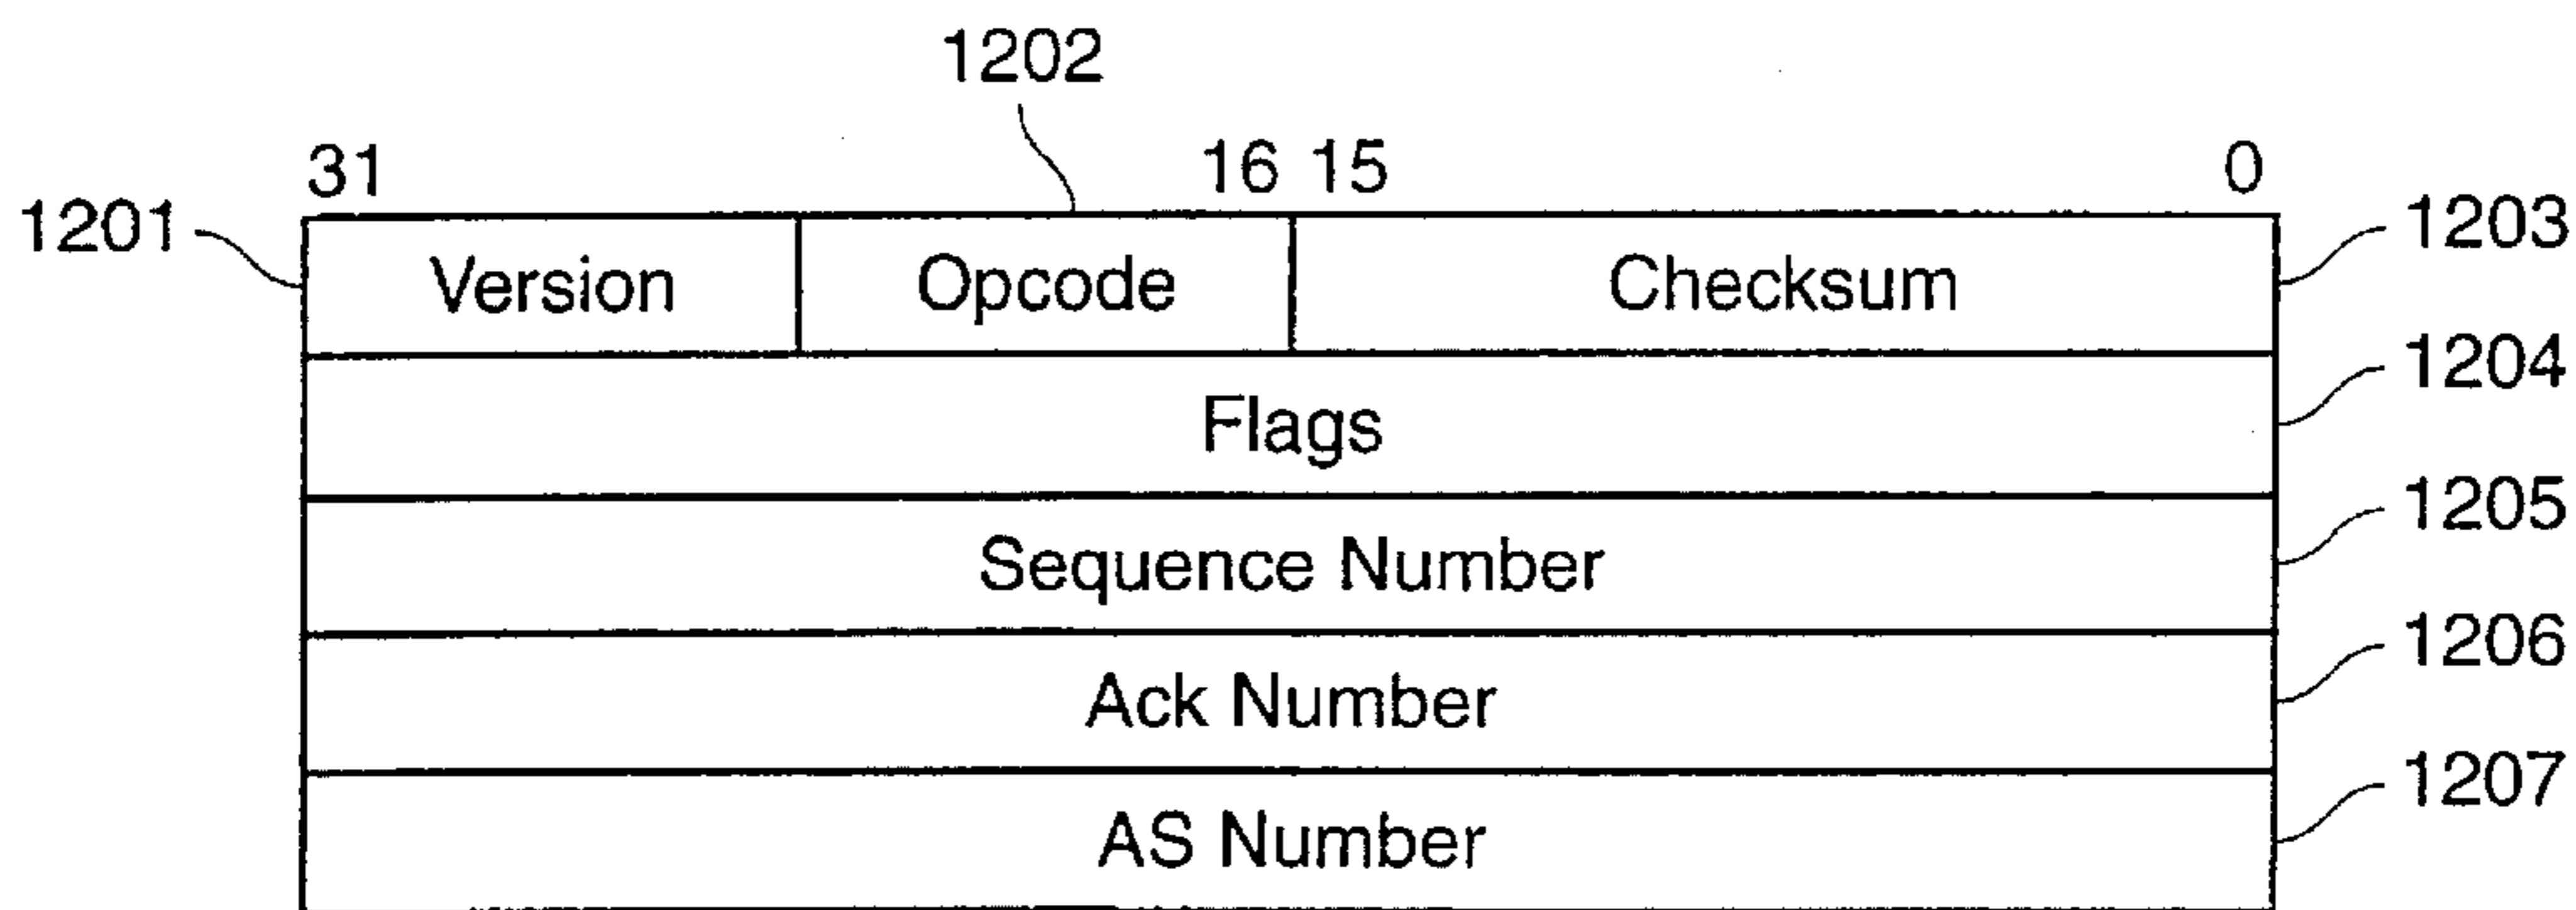 1202
31 16 15 0
1201 Version Opcode Checksum 1203
Flags 1204
Sequence Number 1205
Ack Number 1206
AS Number 1207